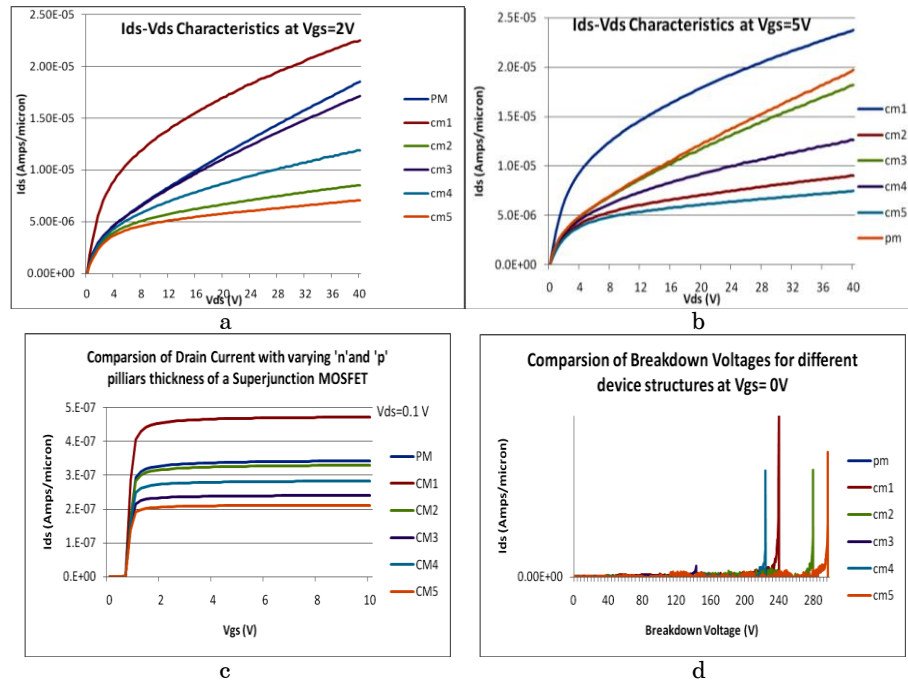 Ids-Vds Characteristics at Vgs=2V
2.50E-05
2.00E-05
1.50E-05
1.00E-05
5.00E-06
0.00E+00
Ids (Amps/micron)
0 4 8 12 16 20 24 28 32 36 40
Vds (V)
PM
cm1
cm2
cm3
cm4
cm5
a
Ids-Vds Characteristics at Vgs=5V
2.5E-05
2.0E-05
1.5E-05
1.0E-05
5.0E-06
0.0E+00
Ids (Amps/micron)
0 4 8 12 16 20 24 28 32 36 40
Vds (V)
cm1
cm2
cm3
cm4
cm5
pm
b
Comparsion of Drain Current with varying 'n'and 'p'
pilliars thickness of a Superjunction MOSFET
Vds=0.1 V
5.E-07
4.E-07
3.E-07
2.E-07
1.E-07
0.E+00
Ids (Amps/micron)
0 2 4 6 8 10
Vgs (V)
PM
CM1
CM2
CM3
CM4
CM5
c
Comparsion of Breakdown Voltages for different
device structures at Vgs= 0V
0.00E+00
Ids (Amps/micron)
0 40 80 120 160 200 240 280
Breakdown Voltage (V)
pm
cm1
cm2
cm3
cm4
cm5
d